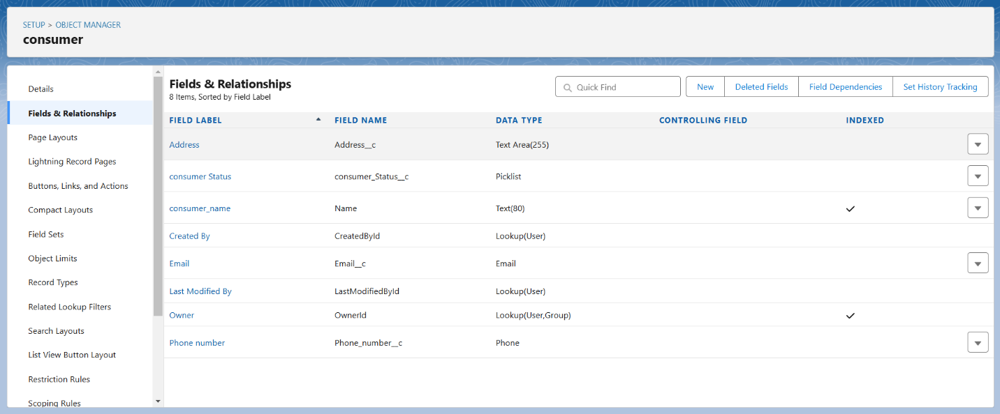 SETUP > OBJECT MANAGER
consumer
Details
Fields & Relationships
Page Layouts
Lightning Record Pages
Buttons, Links, and Actions
Compact Layouts
Field Sets
Object Limits
Record Types
Related Lookup Filters
Search Layouts
List View Button Layout
Restriction Rules
Scoping Rules
Fields & Relationships
8 Items, Sorted by Field Label
Quick Find
New
Deleted Fields
Field Dependencies
Set History Tracking
FIELD LABEL FIELD NAME DATA TYPE CONTROLLING FIELD INDEXED
Address Address__c Text Area(255)
consumer Status consumer_Status__c Picklist
consumer_name Name Text(80)
Created By CreatedById Lookup(User)
Email Email__c Email
Last Modified By LastModifiedById Lookup(User)
Owner OwnerId Lookup(User,Group)
Phone number Phone_number__c Phone